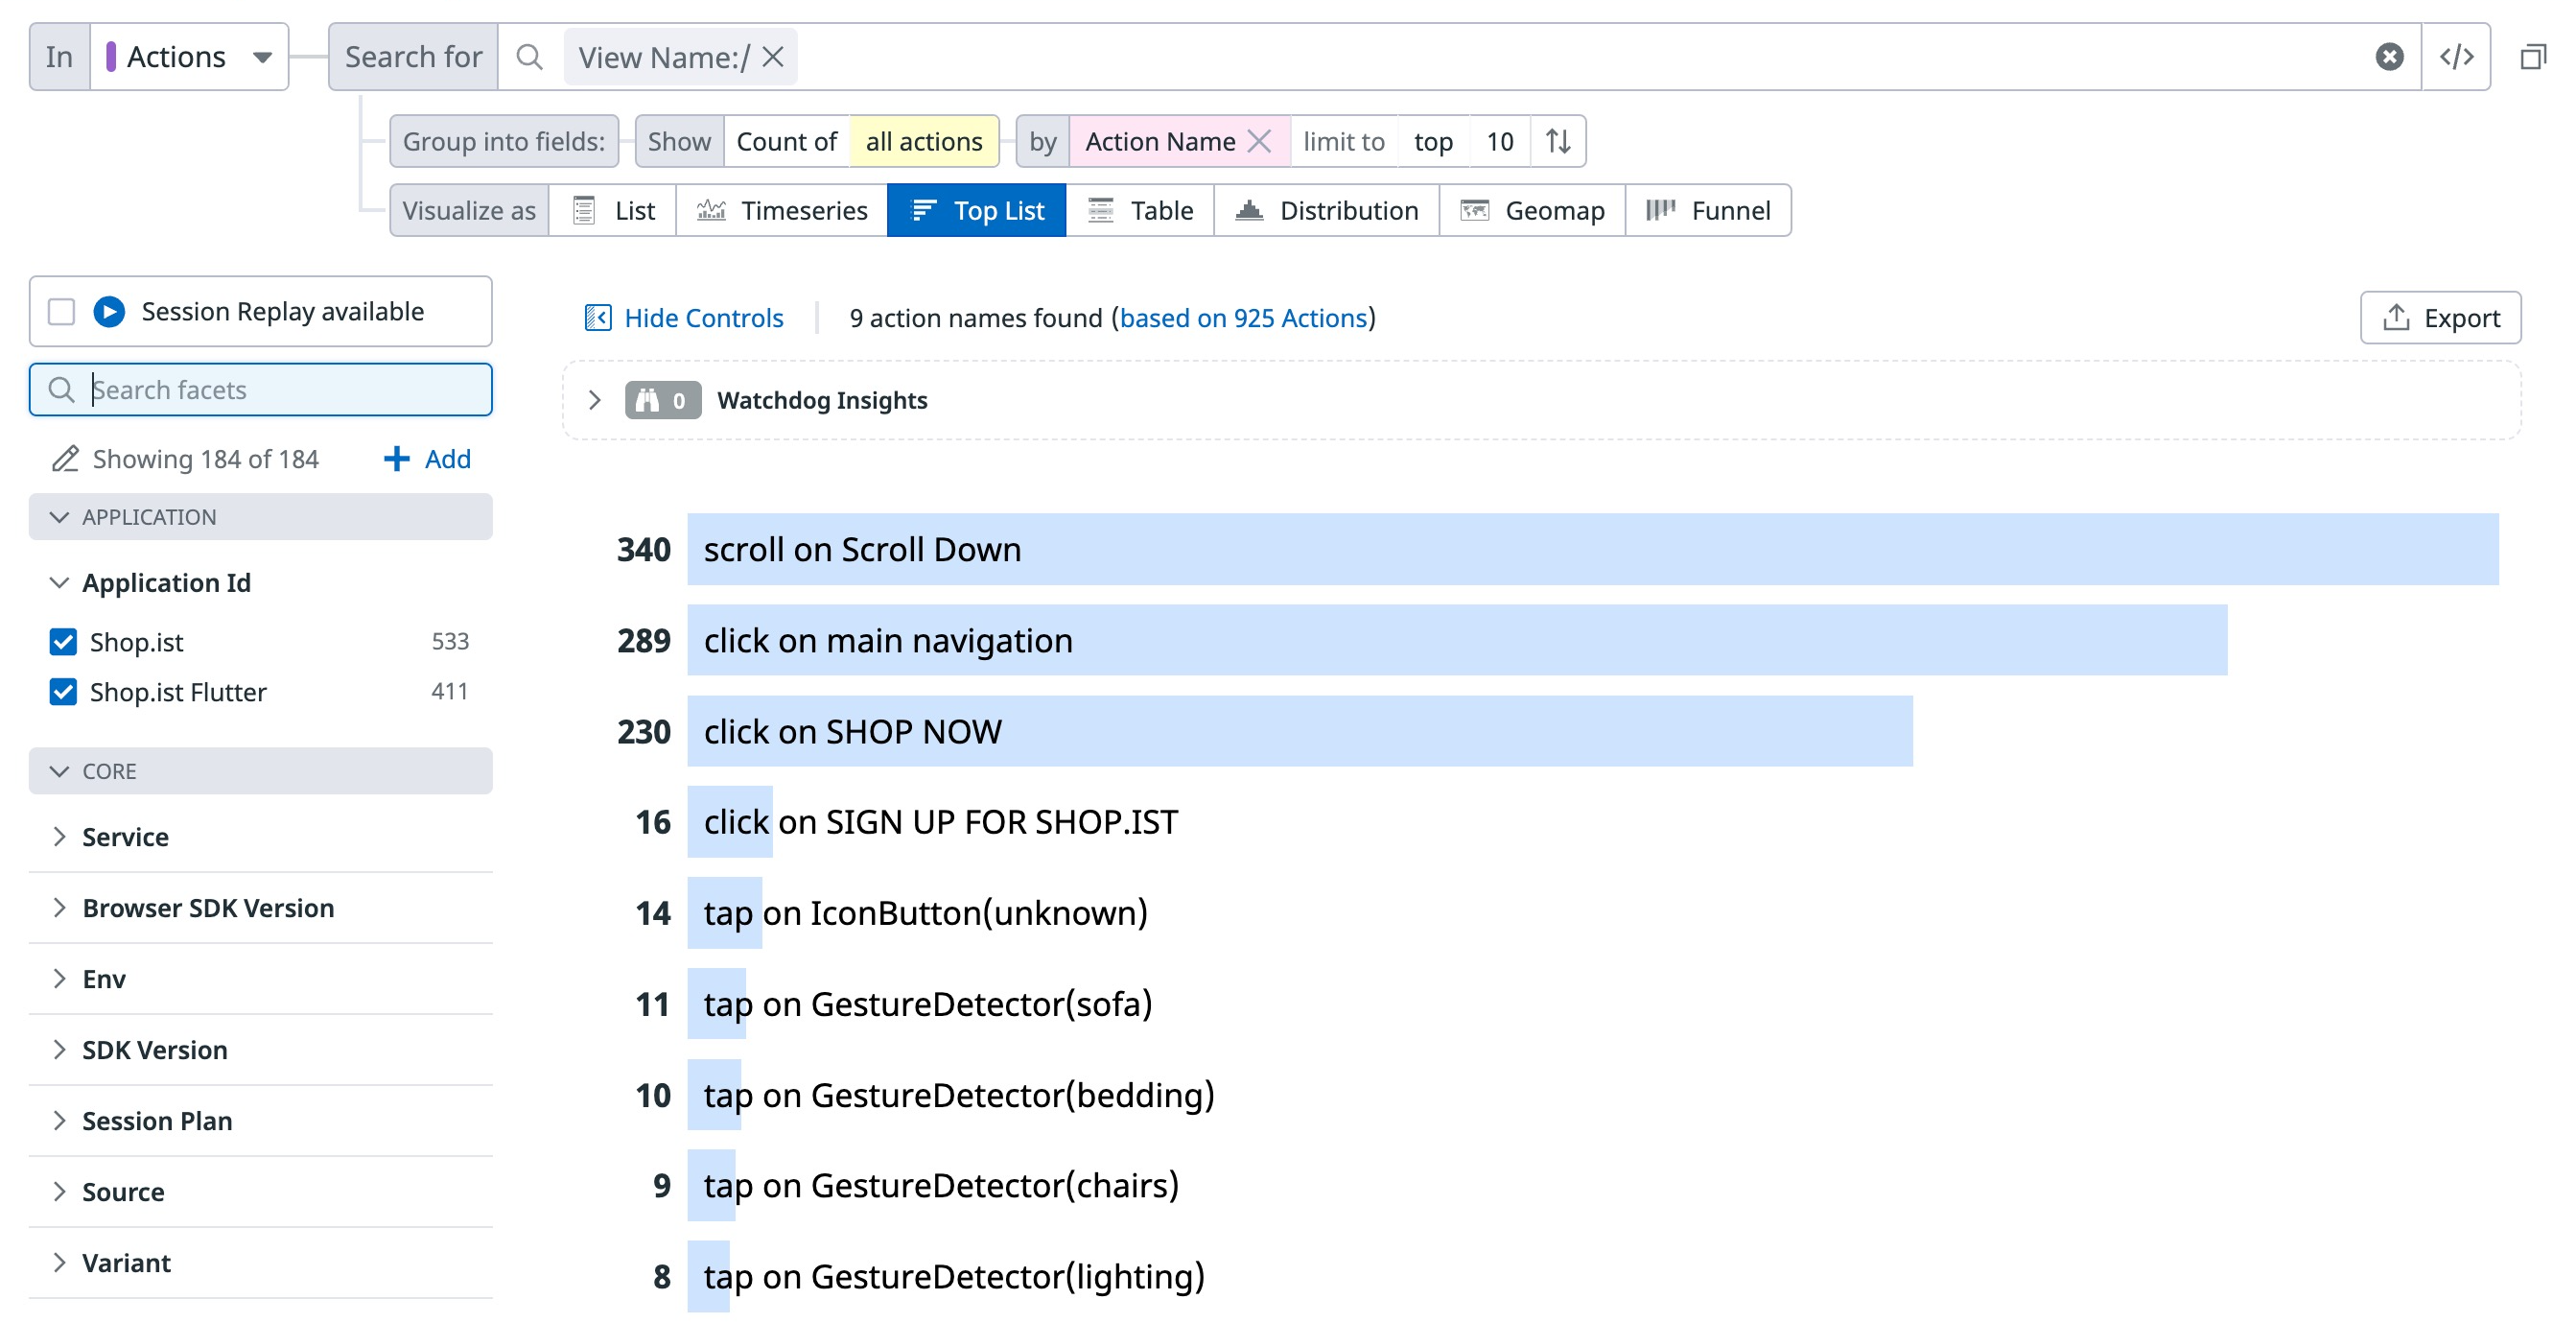 In Actions Search for View Name:/ </>
Group into fields: Show Count of all actions by Action Name limit to top 10
Visualize as List Timeseries Top List Table Distribution Geomap Funnel
Session Replay available
Search facets
Showing 184 of 184 Add
APPLICATION
Application Id
Shop.ist 533
Shop.ist Flutter 411
CORE
Service
Browser SDK Version
Env
SDK Version
Session Plan
Source
Variant
Hide Controls 9 action names found (based on 925 Actions) Export
0 Watchdog Insights
340 scroll on Scroll Down
289 click on main navigation
230 click on SHOP NOW
16 click on SIGN UP FOR SHOP.IST
14 tap on IconButton(unknown)
11 tap on GestureDetector(sofa)
10 tap on GestureDetector(bedding)
9 tap on GestureDetector(chairs)
8 tap on GestureDetector(lighting)